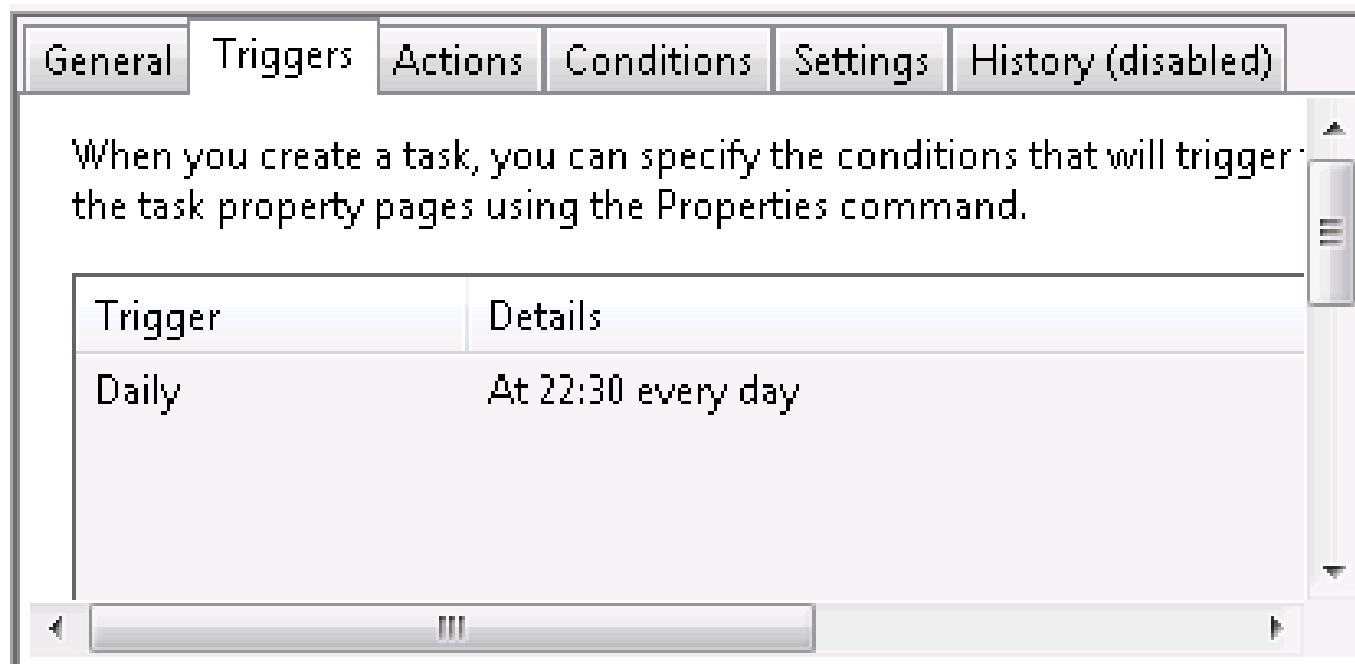 General Triggers Actions Conditions Settings History (disabled)
When you create a task, you can specify the conditions that will trigger
the task property pages using the Properties command.
Trigger Details
Daily At 22:30 every day